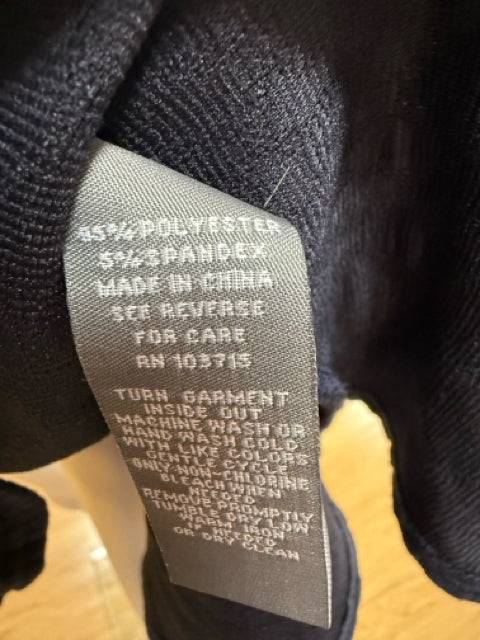 95% POLYESTER
5% SPANDEX
MADE IN CHINA
SEE REVERSE
FOR CARE
RN 103715
TURN GARMENT
INSIDE OUT
MACHINE WASH OR
HAND WASH COLD
WITH LIKE COLORS
GENTLE CYCLE
ONLY NON-CHLORINE
BLEACH WHEN
NEEDED
REMOVE PROMPTLY
TUMBLE DRY LOW
WARM IRON
IF NEEDED
OR DRY CLEAN